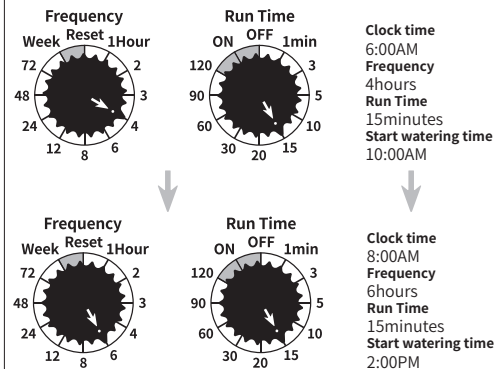 Frequency
Reset
Week 1Hour
72 2
48 3
24 4
12 6
8
Run Time
OFF
ON 1min
120 3
90 5
60 10
30 15
20
Clock time
6:00AM
Frequency
4hours
Run Time
15minutes
Start watering time
10:00AM
Frequency
Reset
Week 1Hour
72 2
48 3
24 4
12 6
8
Run Time
OFF
ON 1min
120 3
90 5
60 10
30 15
20
Clock time
8:00AM
Frequency
6hours
Run Time
15minutes
Start watering time
2:00PM